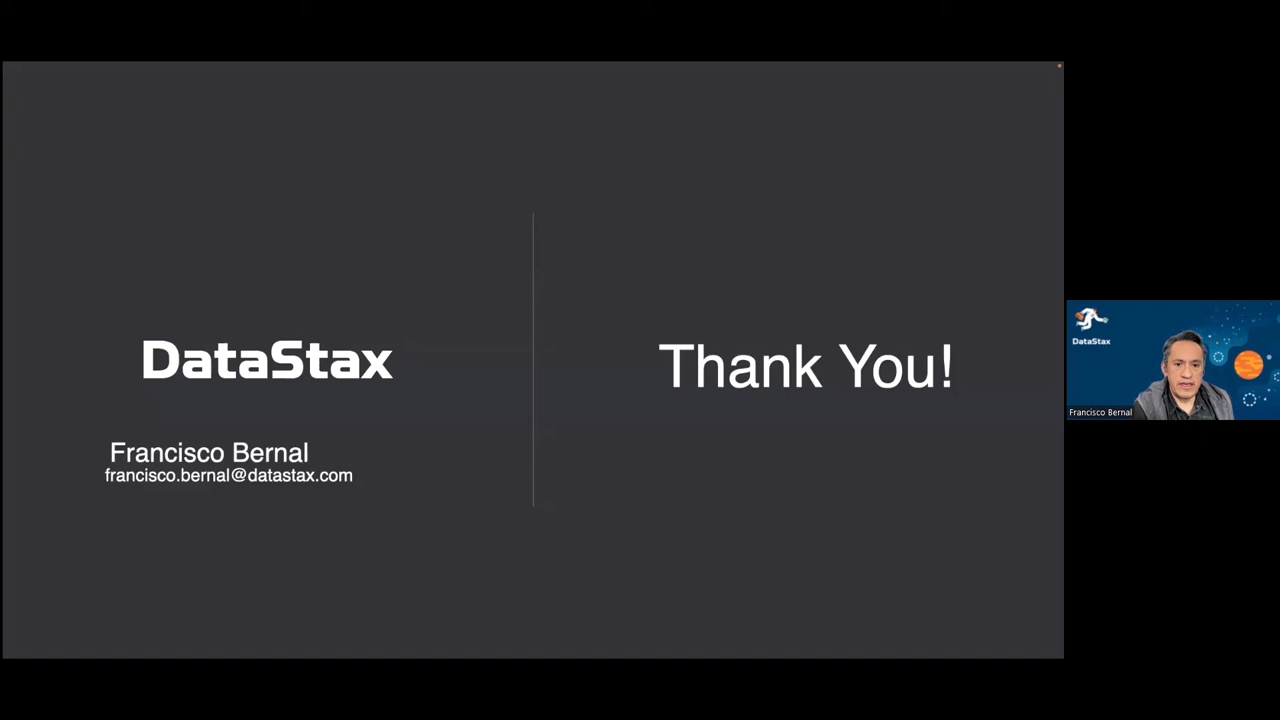 DataStax
Francisco Bernal
francisco.bernal@datastax.com
Thank You!
DataStax
Francisco Bernal